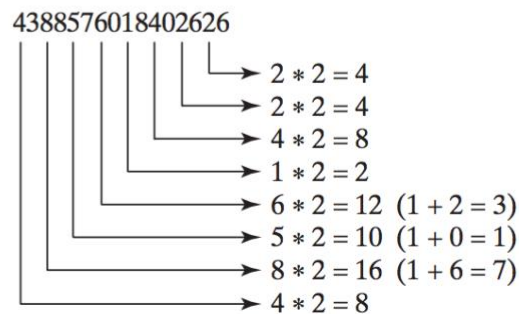 4388576018402626
2 * 2 = 4
2 * 2 = 4
4 * 2 = 8
1 * 2 = 2
6 * 2 = 12 (1 + 2 = 3)
5 * 2 = 10 (1 + 0 = 1)
8 * 2 = 16 (1 + 6 = 7)
4 * 2 = 8